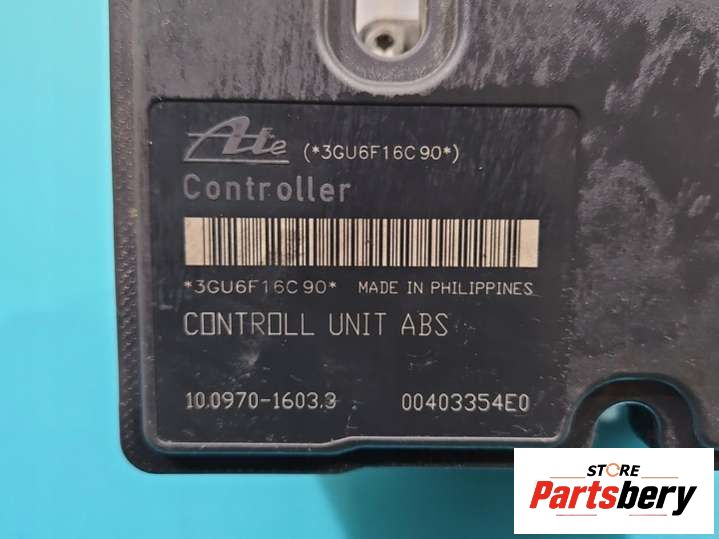 Ate (*3GU6F16C90*)
Controller
*3GU6F16C90* MADE IN PHILIPPINES
CONTROLL UNIT ABS
10.0970-1603.3 00403354E0
STORE
Partsbery